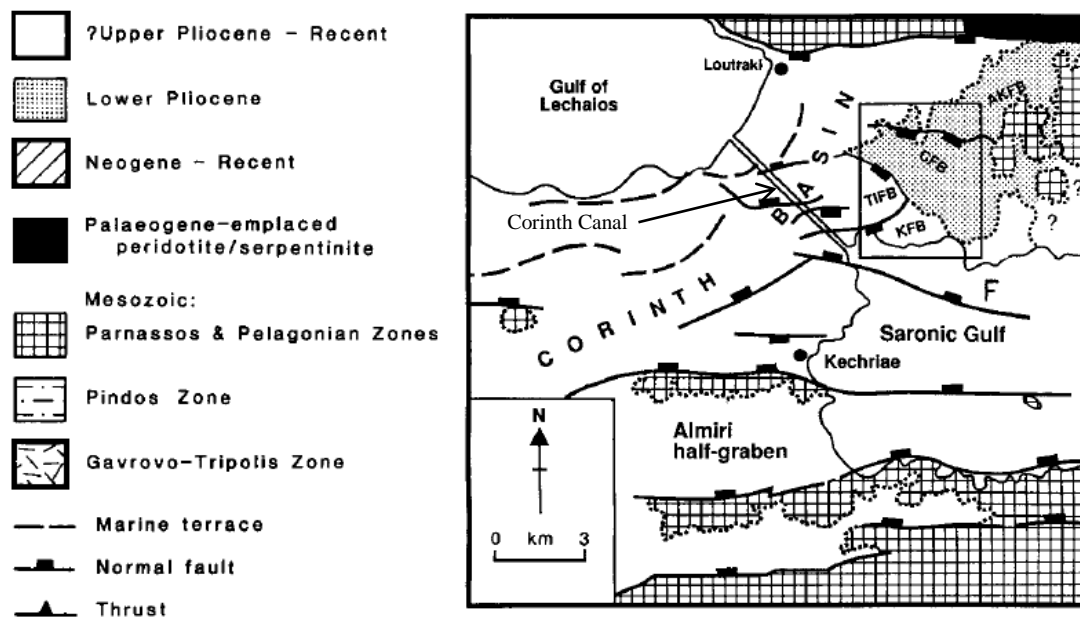 ?Upper Pliocene - Recent
Lower Pliocene
Neogene - Recent
Palaeogene-emplaced
peridotite/serpentinite
Mesozoic:
Parnassos & Pelagonian Zones
Pindos Zone
Gavrovo-Tripolis Zone
Marine terrace
Normal fault
Thrust
Loutraki
Gulf of
Lechaios
AKFB
GFB
TIFB
KFB
?
?
Corinth Canal
CORINTH
BASIN
F
Saronic Gulf
Kechriae
Almiri
half-graben
N
0 km 3